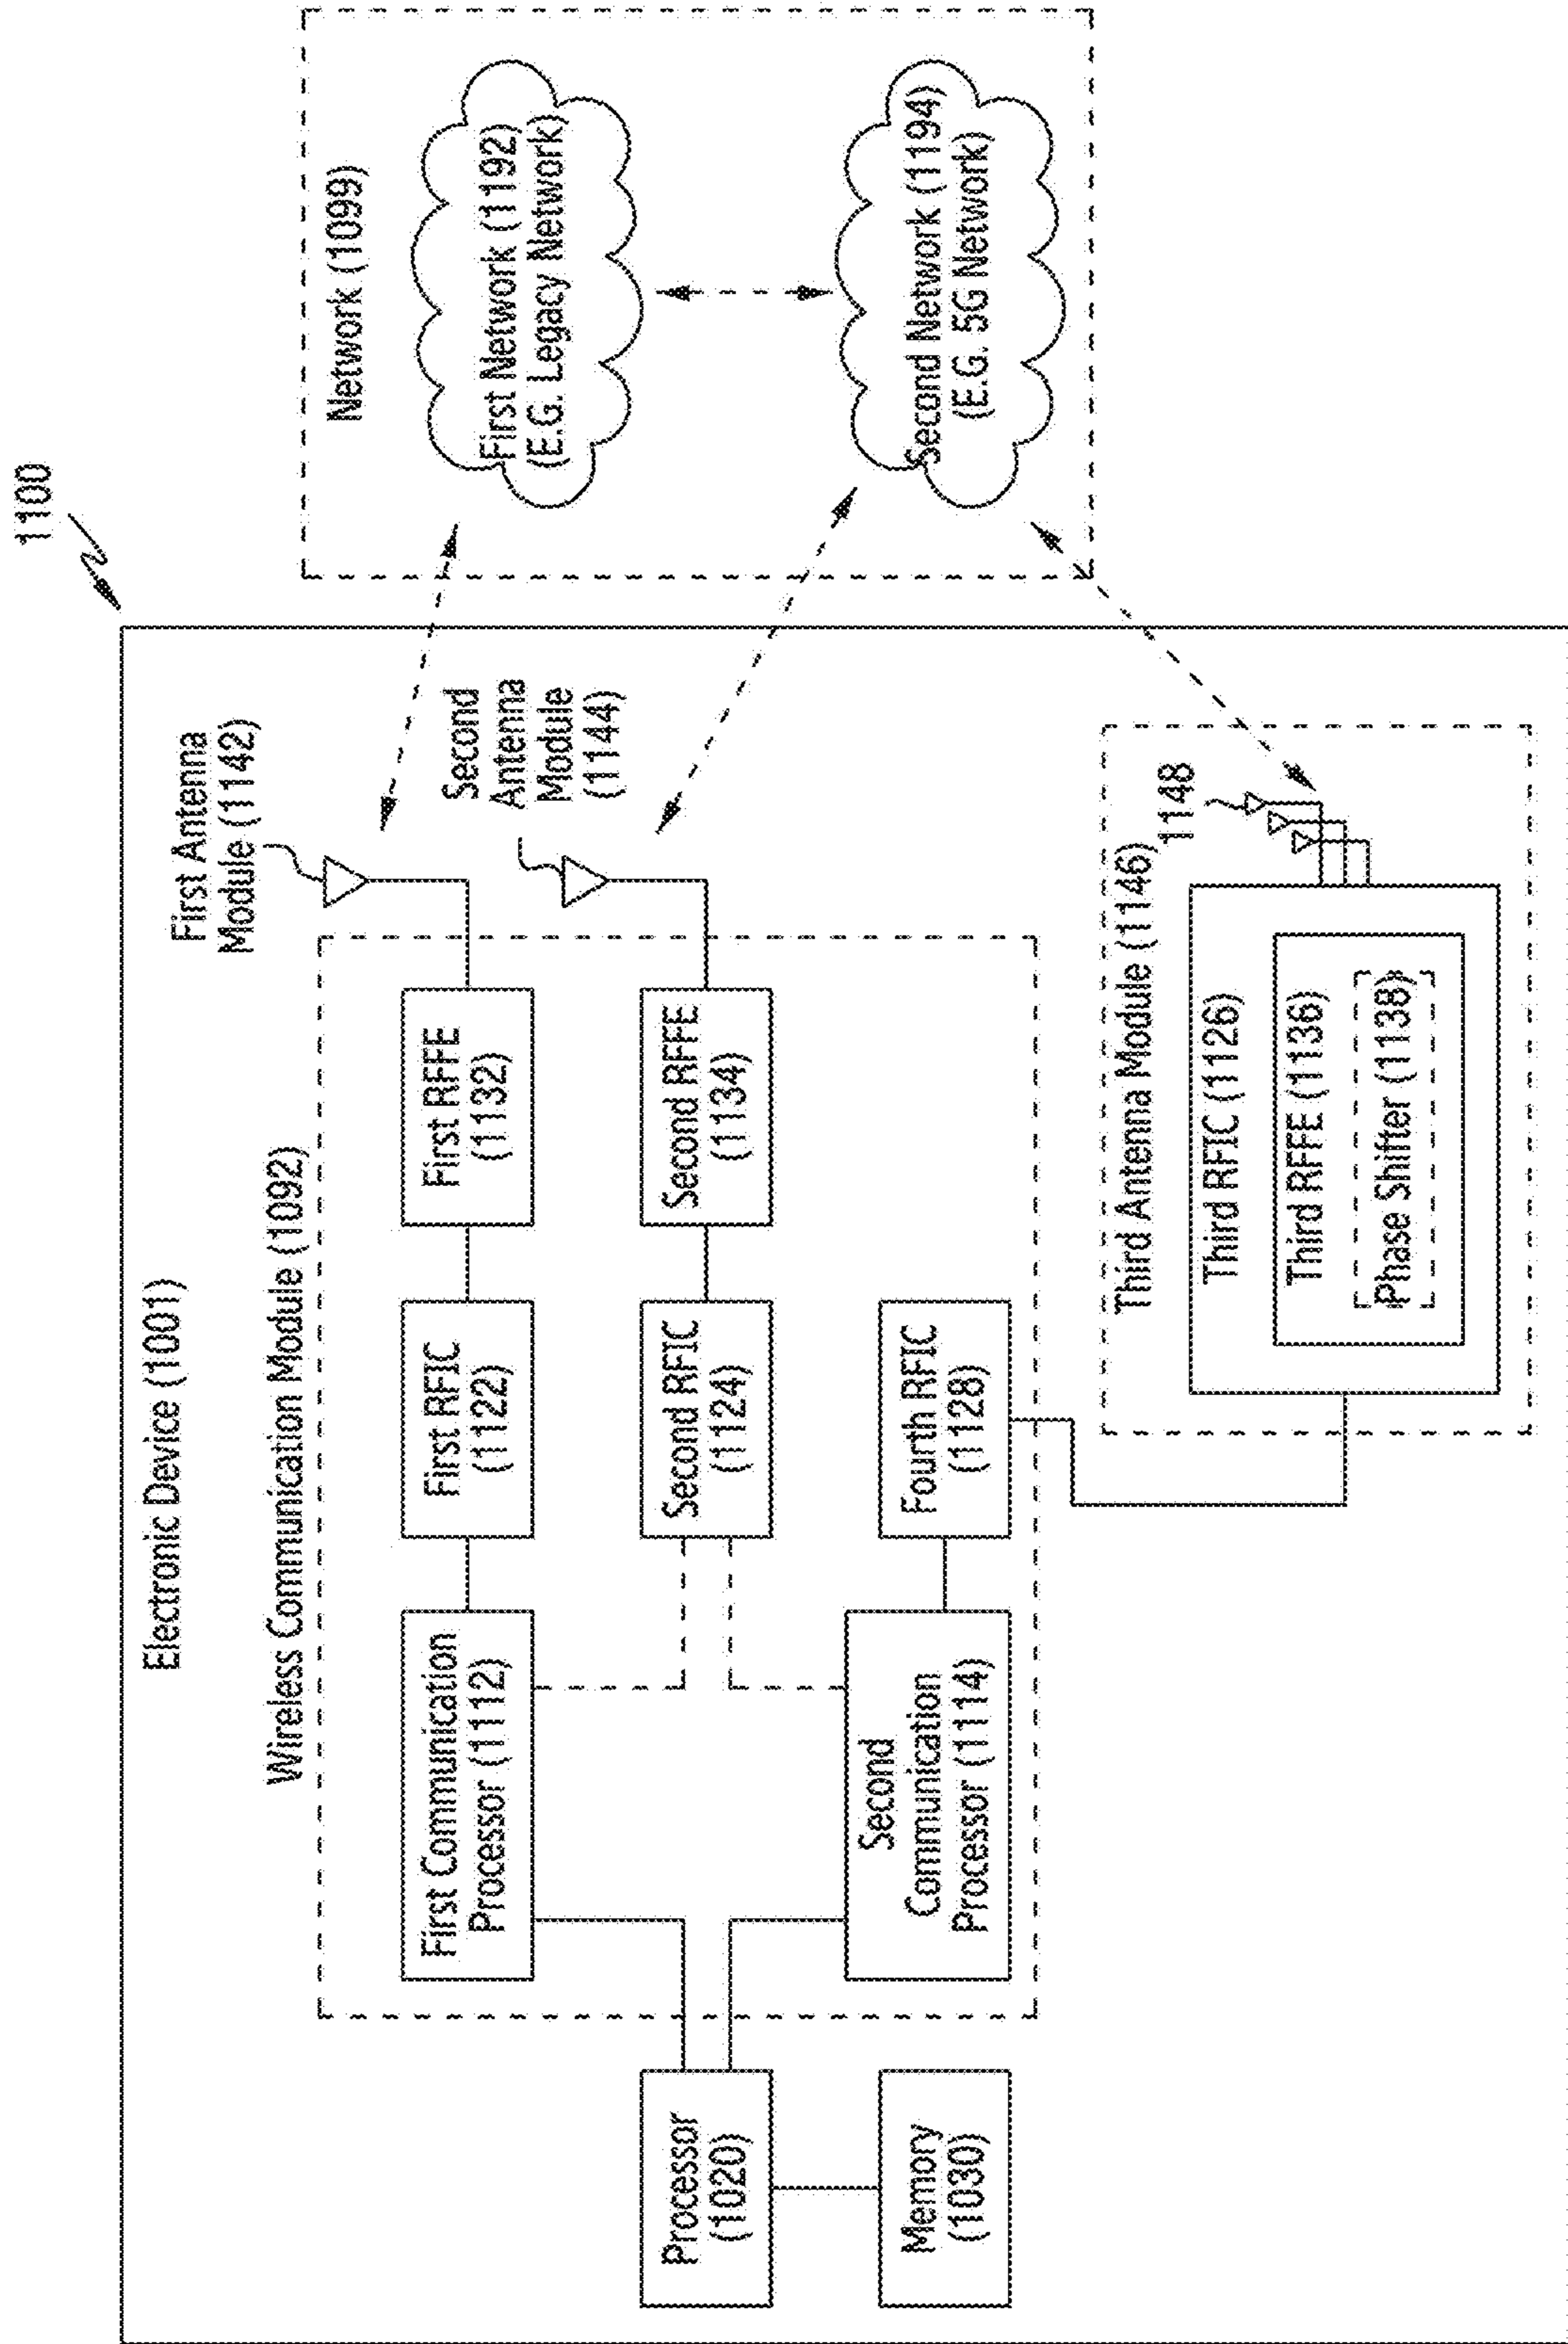 1100
Electronic Device (1001)
Wireless Communication Module (1092)
First Antenna
Module (1142)
Second
Antenna
Module
(1144)
Network (1099)
First Network (1192)
(E.G. Legacy Network)
Second Network (1194)
(E.G. 5G Network)
Processor
(1020)
Memory
(1030)
First Communication
Processor (1112)
Second
Communication
Processor (1114)
First RFIC
(1122)
Second RFIC
(1124)
Fourth RFIC
(1128)
First RFFE
(1132)
Second RFFE
(1134)
Third Antenna Module (1146)
1148
Third RFIC (1126)
Third RFFE (1136)
Phase Shifter (1138)